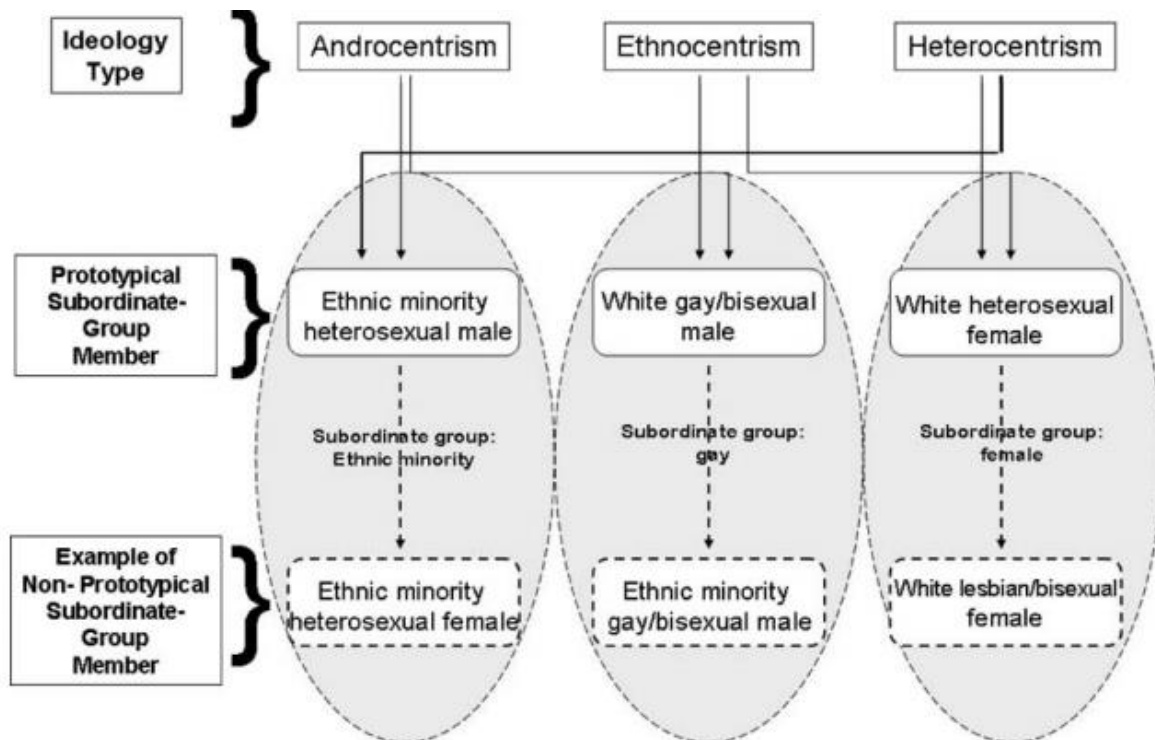 Ideology
Type
Androcentrism
Ethnocentrism
Heterocentrism
Prototypical
Subordinate-
Group
Member
Ethnic minority
heterosexual male
White gay/bisexual
male
White heterosexual
female
Subordinate group:
Ethnic minority
Subordinate group:
gay
Subordinate group:
female
Example of
Non- Prototypical
Subordinate-
Group
Member
Ethnic minority
heterosexual female
Ethnic minority
gay/bisexual male
White lesbian/bisexual
female